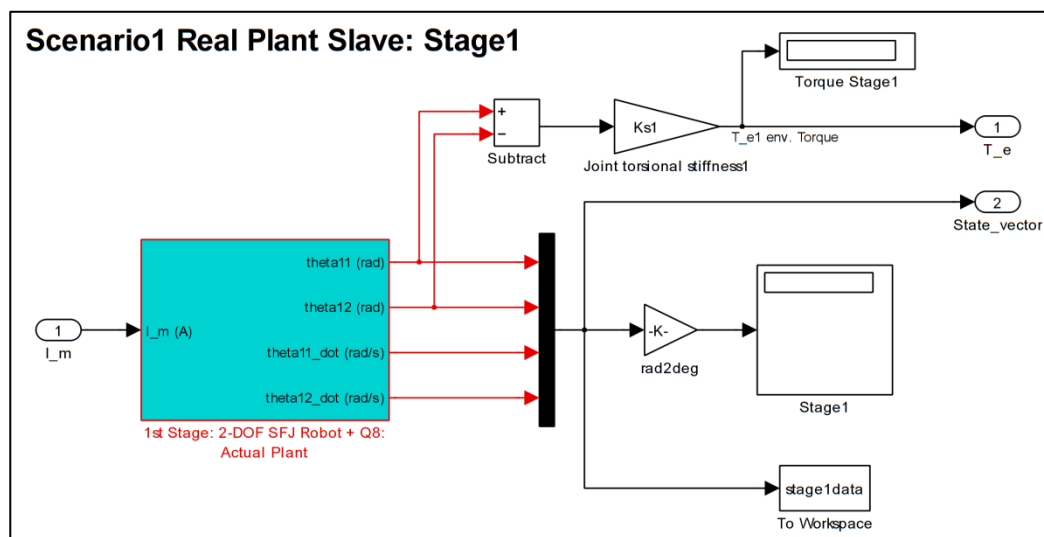 Scenario1 Real Plant Slave: Stage1
Torque Stage1
+
−
Subtract
Ks1
Joint torsional stiffness1
T_e1 env. Torque
1
T_e
2
State_vector
theta11 (rad)
theta12 (rad)
theta11_dot (rad/s)
theta12_dot (rad/s)
I_m (A)
1
I_m
1st Stage: 2-DOF SFJ Robot + Q8:
Actual Plant
-K-
rad2deg
Stage1
stage1data
To Workspace